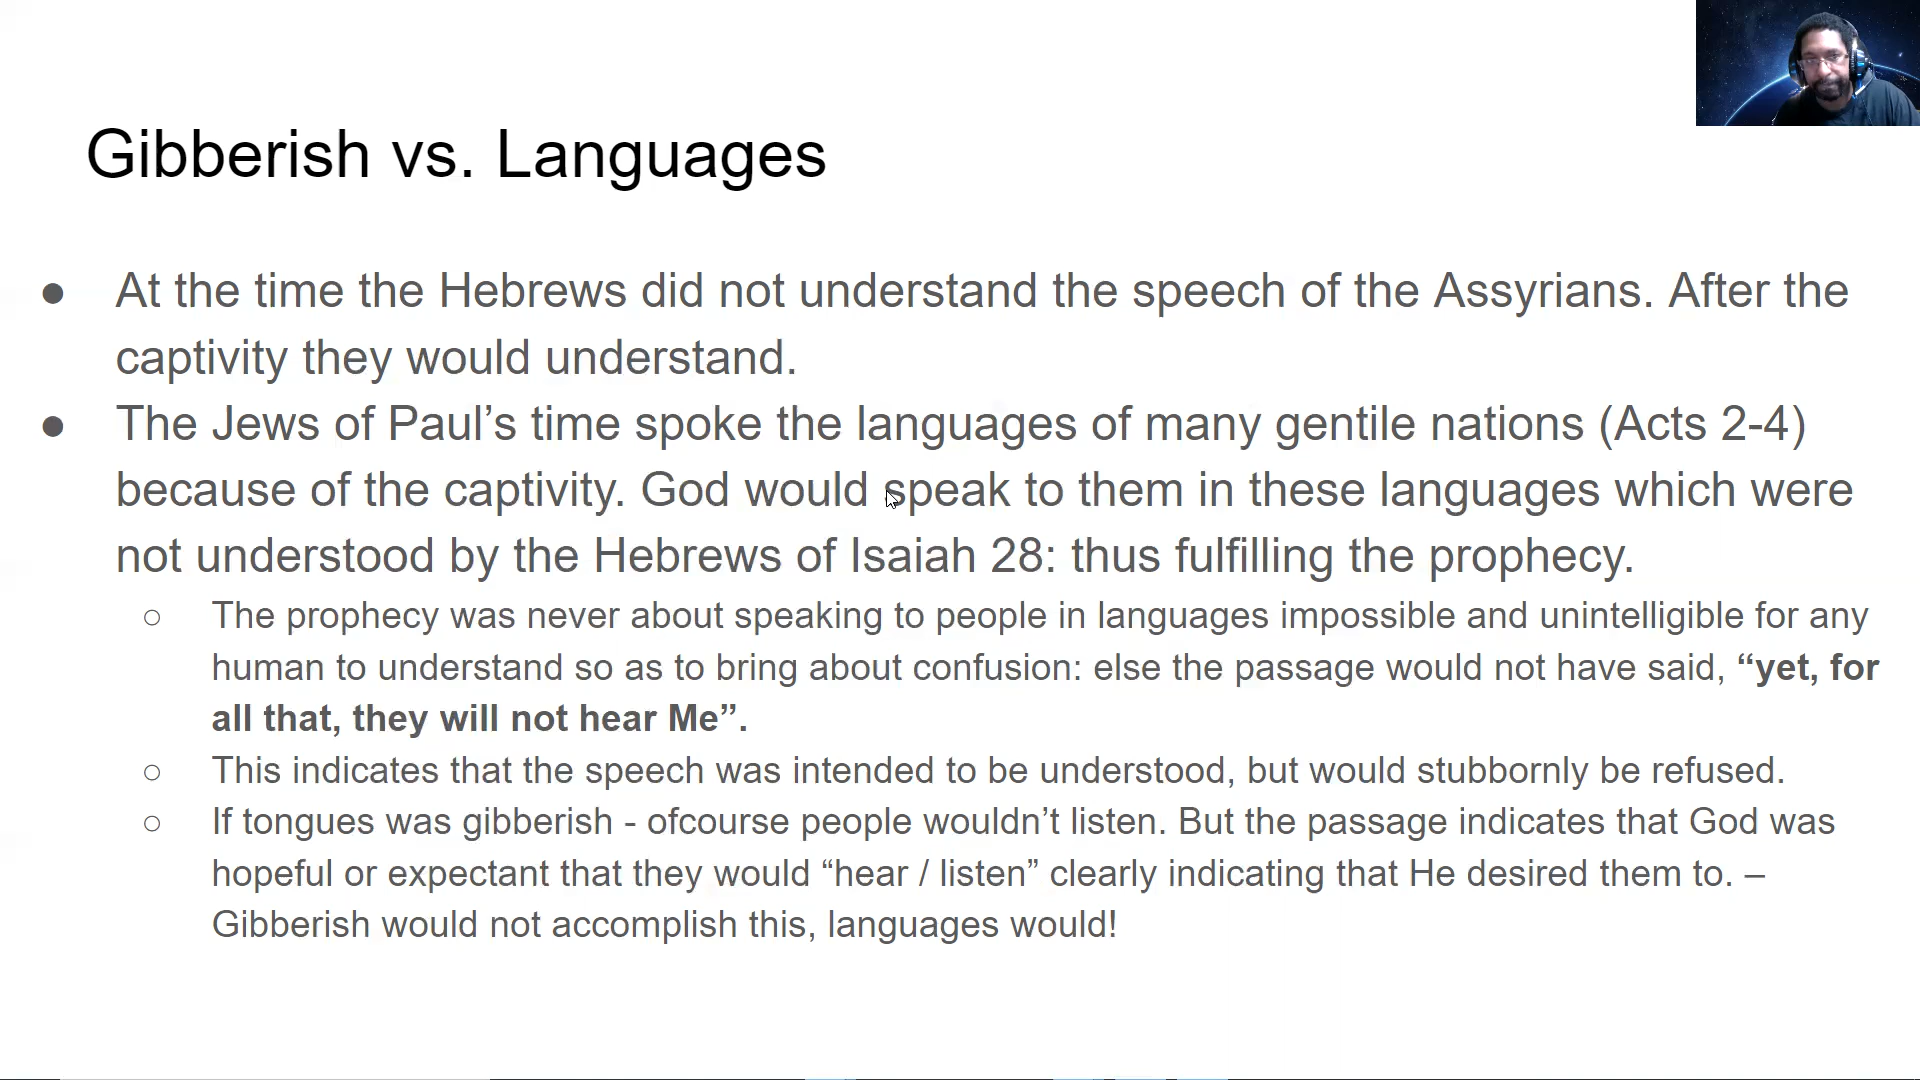 Gibberish vs. Languages
● At the time the Hebrews did not understand the speech of the Assyrians. After the
captivity they would understand.
● The Jews of Paul’s time spoke the languages of many gentile nations (Acts 2-4)
because of the captivity. God would speak to them in these languages which were
not understood by the Hebrews of Isaiah 28: thus fulfilling the prophecy.
○ The prophecy was never about speaking to people in languages impossible and unintelligible for any
human to understand so as to bring about confusion: else the passage would not have said, “yet, for
all that, they will not hear Me”.
○ This indicates that the speech was intended to be understood, but would stubbornly be refused.
○ If tongues was gibberish - ofcourse people wouldn’t listen. But the passage indicates that God was
hopeful or expectant that they would “hear / listen” clearly indicating that He desired them to. –
Gibberish would not accomplish this, languages would!